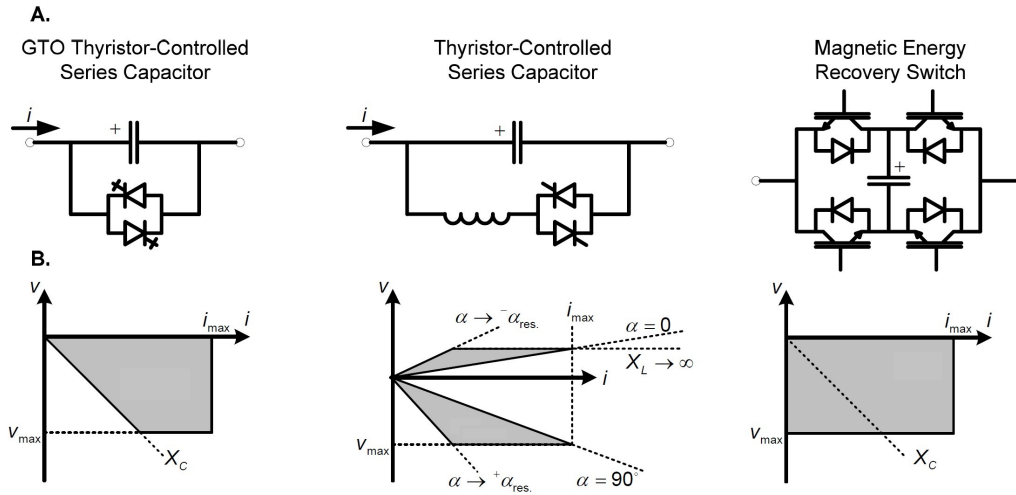 A.
GTO Thyristor-Controlled
Series Capacitor
Thyristor-Controlled
Series Capacitor
Magnetic Energy
Recovery Switch
i
+
i
+
+
B.
v
i_max i
v_max
X_C
v
α → ⁻α_res.
i_max
α = 0
X_L → ∞
i
v_max
α → ⁺α_res.
α = 90°
v
i_max i
v_max
X_C